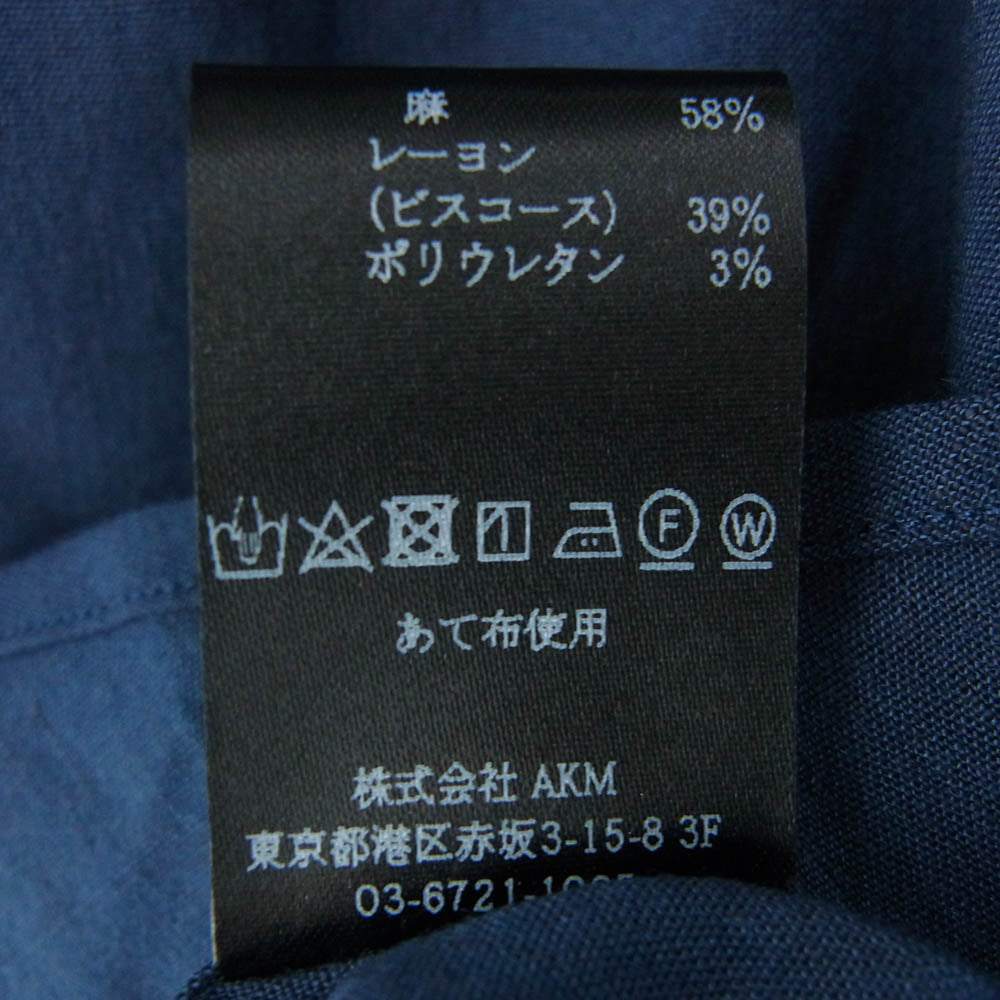 麻 58%
レーヨン
(ビスコース) 39%
ポリウレタン 3%
F W
あて布使用
株式会社 AKM
東京都港区赤坂3-15-8 3F
03-6721-